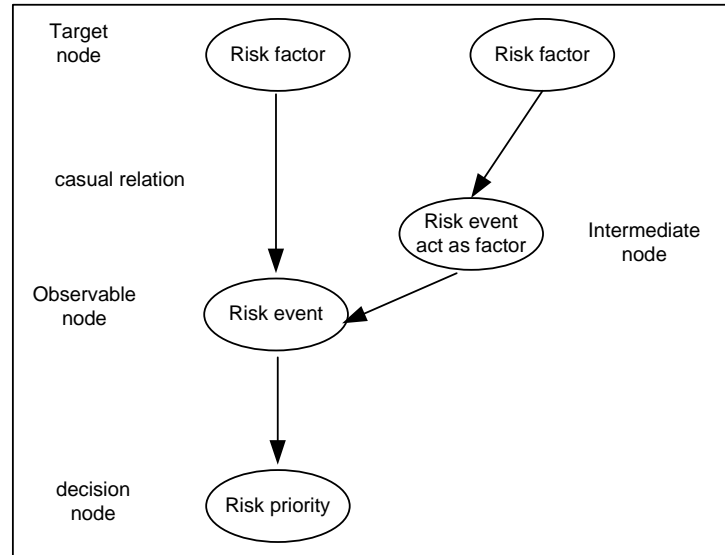 Target
node
Risk factor
Risk factor
casual relation
Risk event
act as factor
Intermediate
node
Observable
node
Risk event
decision
node
Risk priority